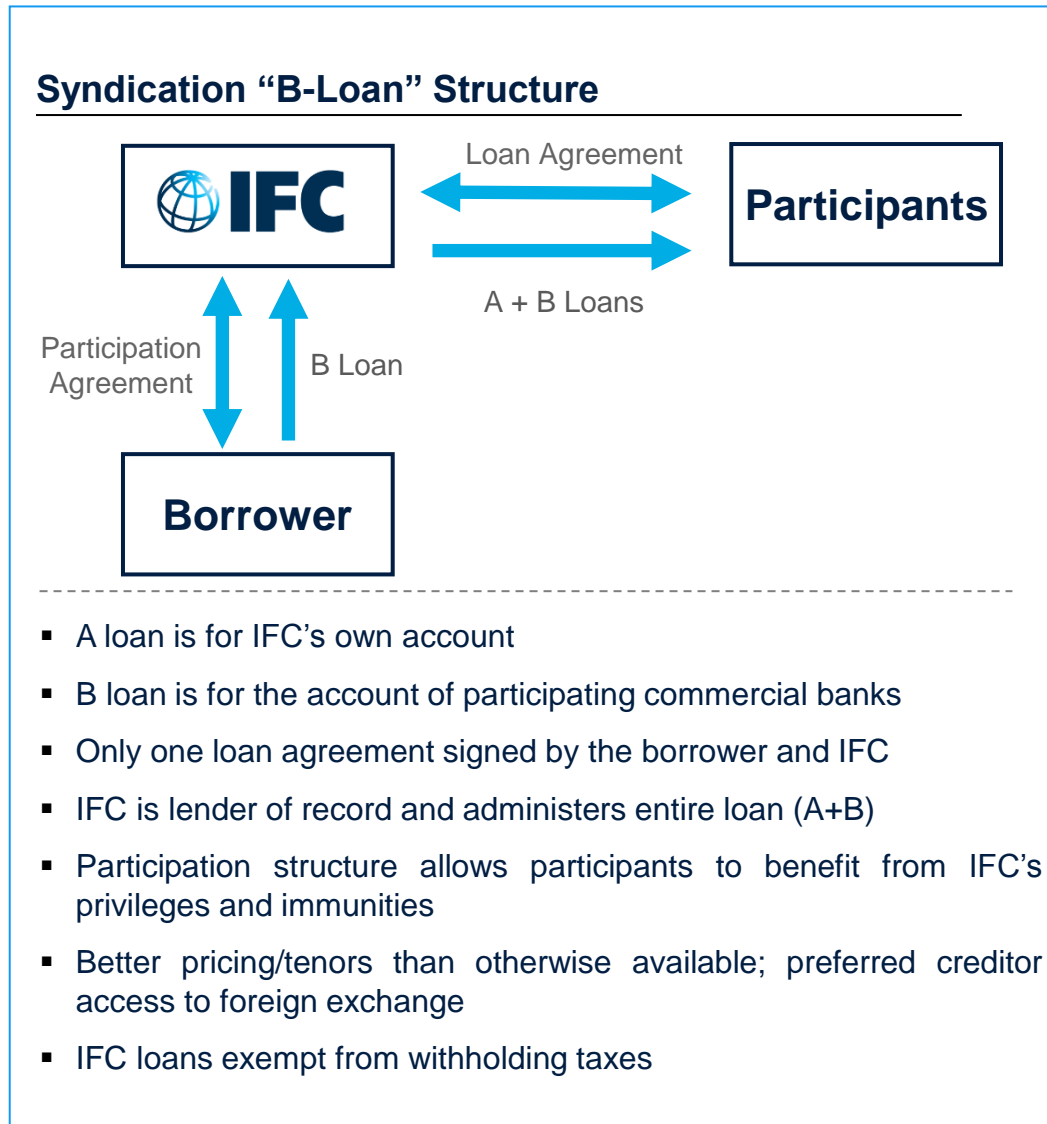 Syndication “B-Loan” Structure
IFC
Loan Agreement
Participants
A + B Loans
Participation
Agreement
B Loan
Borrower
▪ A loan is for IFC’s own account
▪ B loan is for the account of participating commercial banks
▪ Only one loan agreement signed by the borrower and IFC
▪ IFC is lender of record and administers entire loan (A+B)
▪ Participation structure allows participants to benefit from IFC’s
privileges and immunities
▪ Better pricing/tenors than otherwise available; preferred creditor
access to foreign exchange
▪ IFC loans exempt from withholding taxes